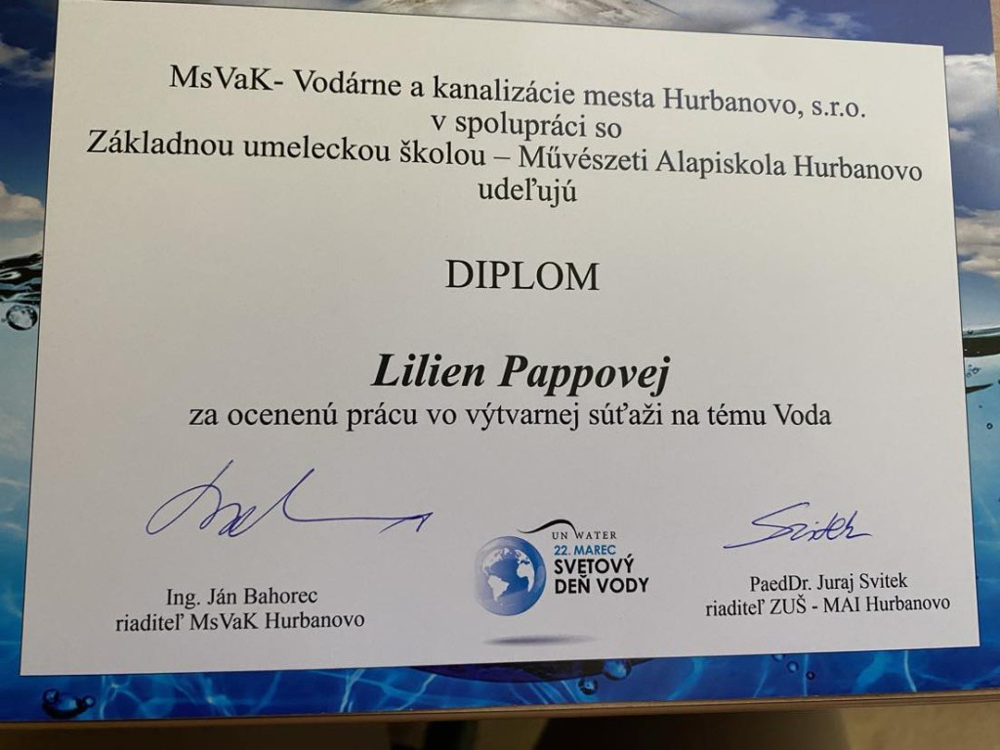 MsVaK- Vodárne a kanalizácie mesta Hurbanovo, s.r.o.
v spolupráci so
Základnou umeleckou školou – Művészeti Alapiskola Hurbanovo
udeľujú
DIPLOM
Lilien Pappovej
za ocenenú prácu vo výtvarnej súťaži na tému Voda
UN WATER
22. MAREC
SVETOVÝ
DEŇ VODY
Svitek
Ing. Ján Bahorec
riaditeľ MsVaK Hurbanovo
PaedDr. Juraj Svitek
riaditeľ ZUŠ - MAI Hurbanovo